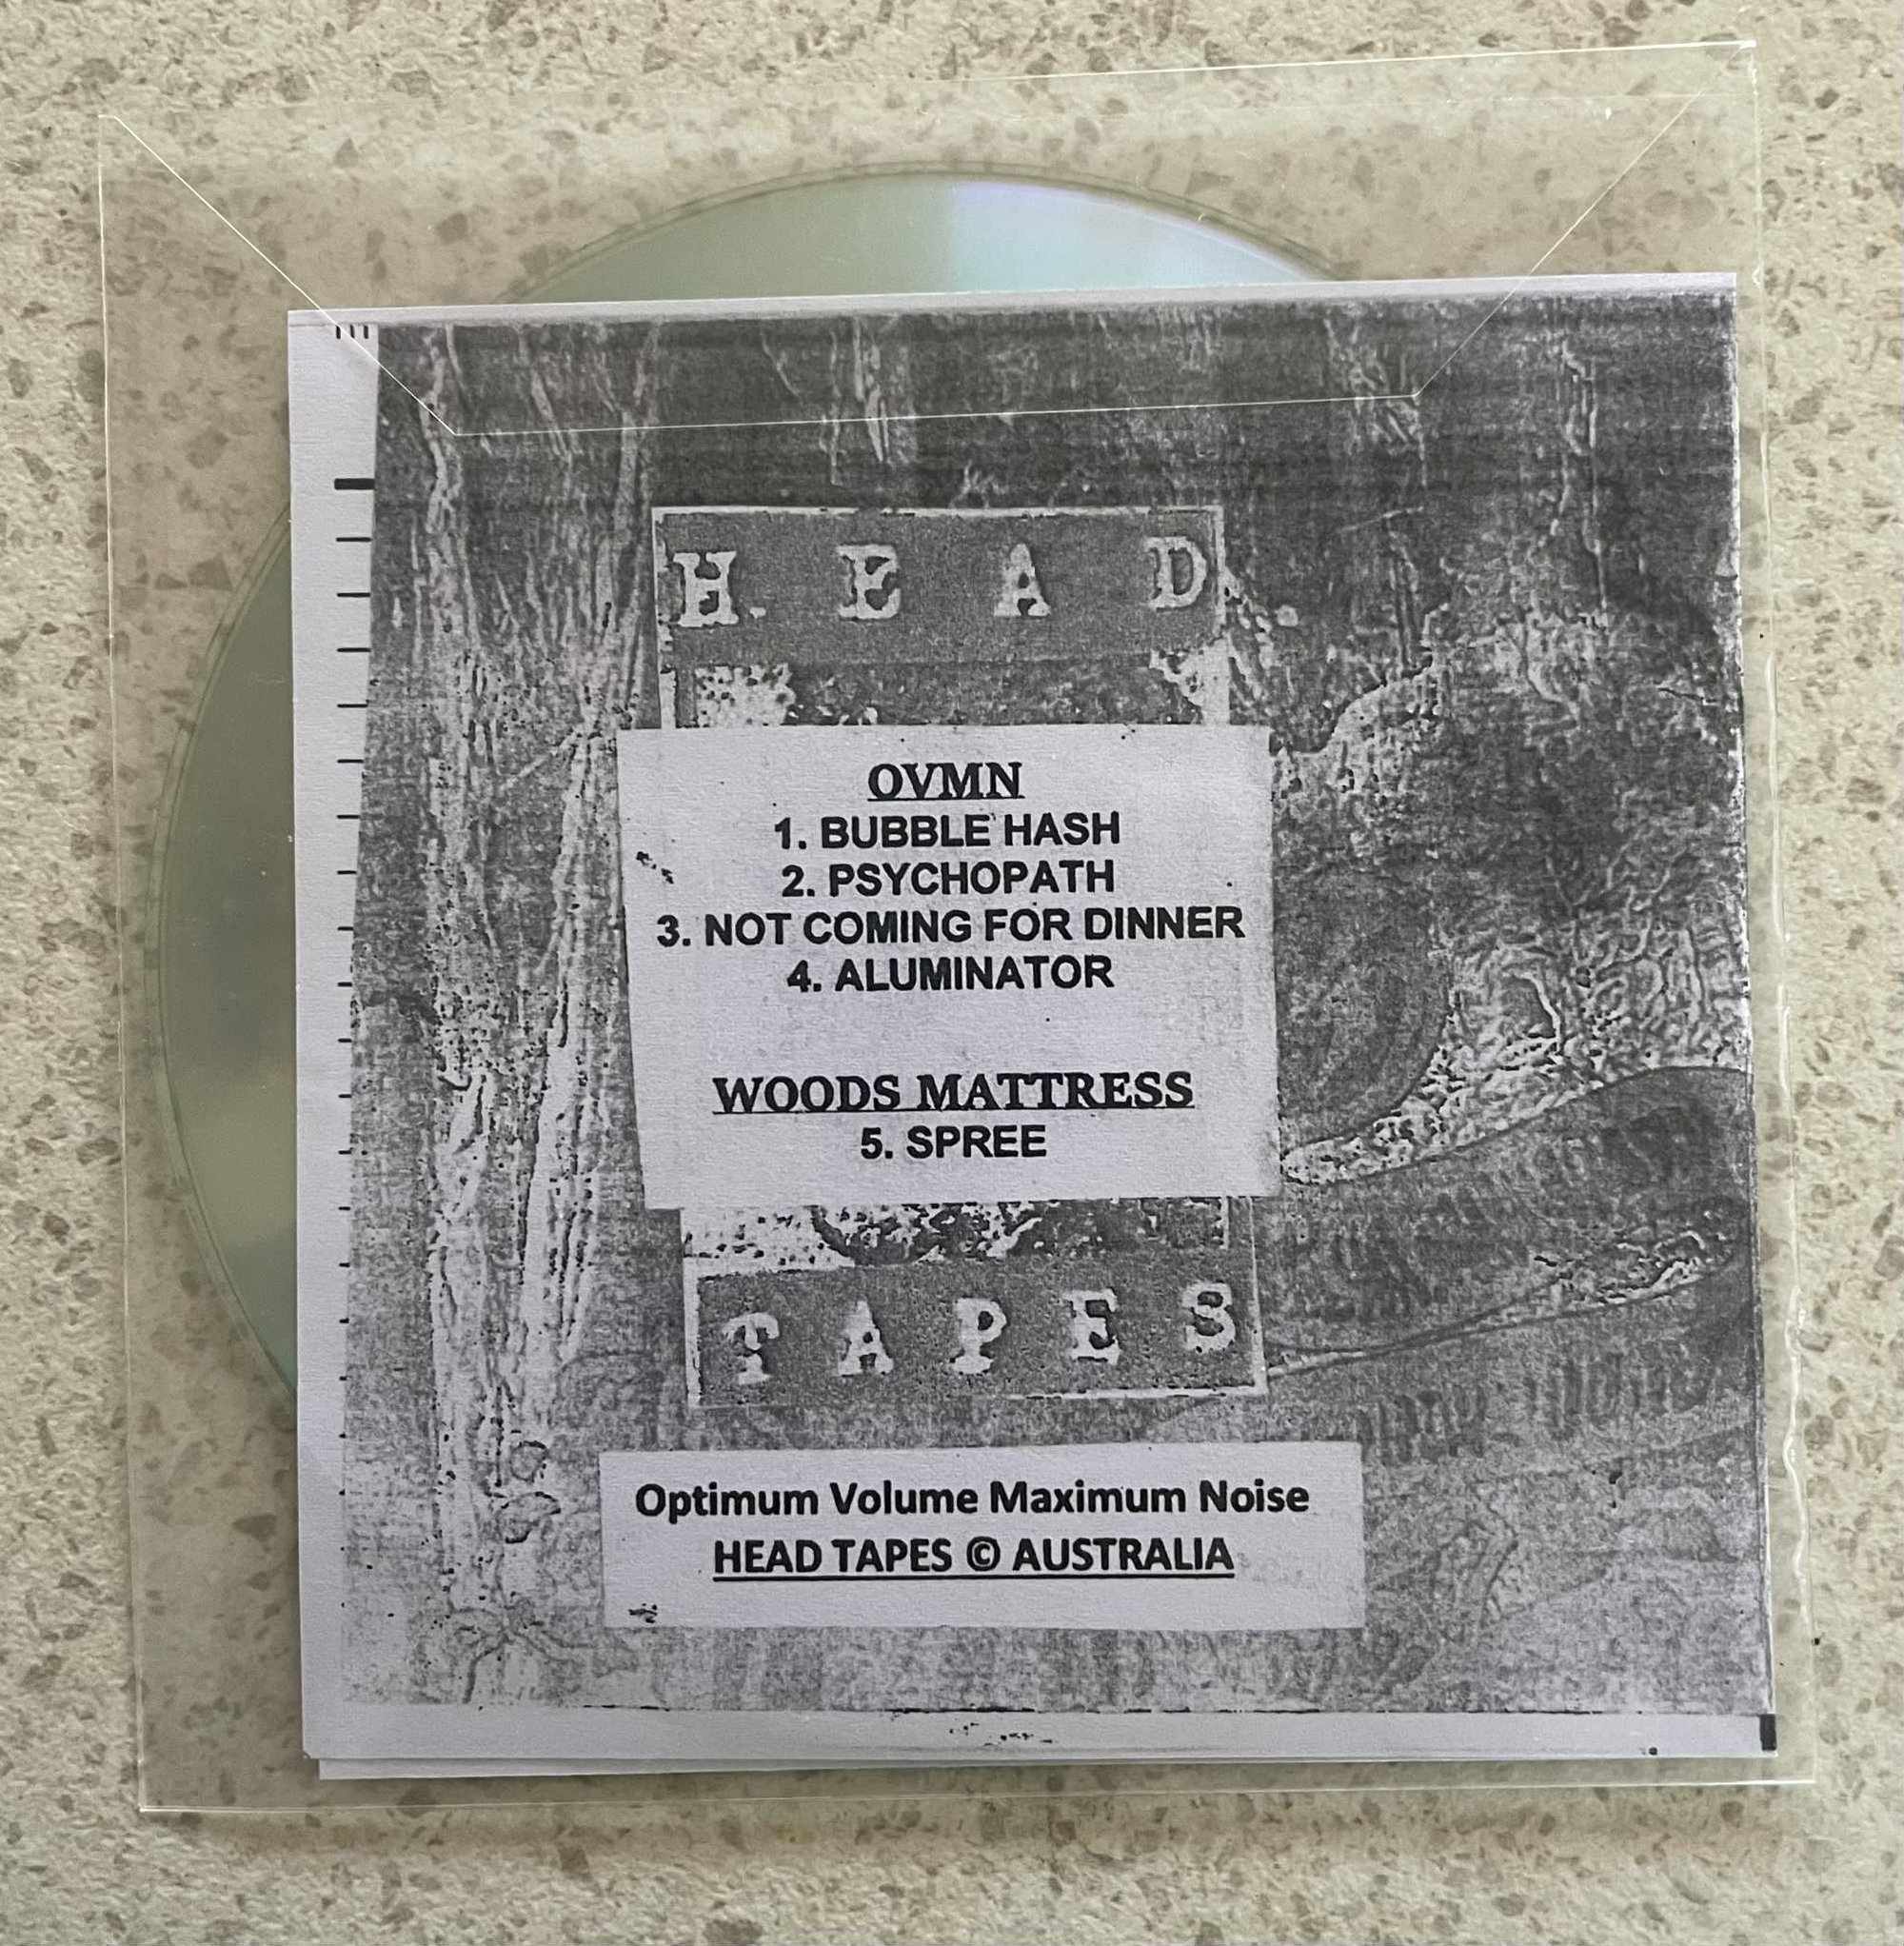 H E A D
OVMN
1. BUBBLE HASH
2. PSYCHOPATH
3. NOT COMING FOR DINNER
4. ALUMINATOR
WOODS MATTRESS
5. SPREE
T A P E S
Optimum Volume Maximum Noise
HEAD TAPES © AUSTRALIA